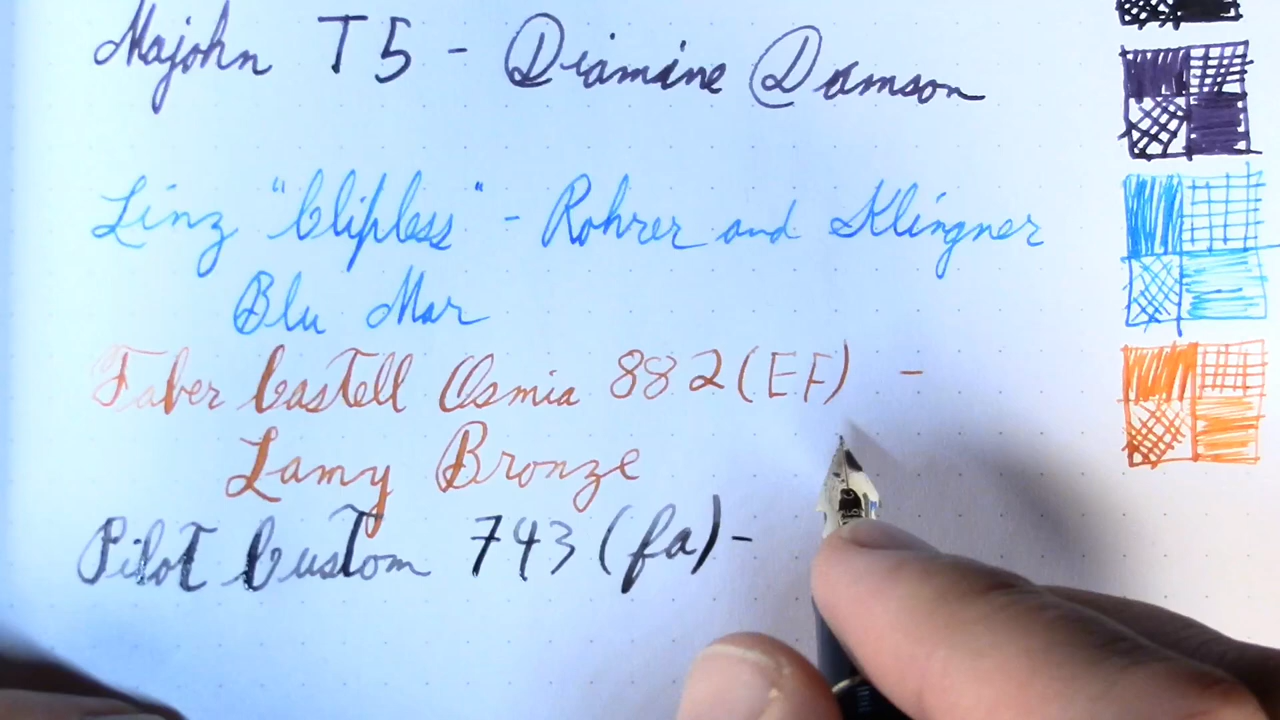 Majohn T5 - Diamine Damson
Linz "Clipless" - Rohrer and Klingner
Blu Mar
Faber Castell Osmia 882 (EF) -
Lamy Bronze
Pilot Custom 743 (fa) -